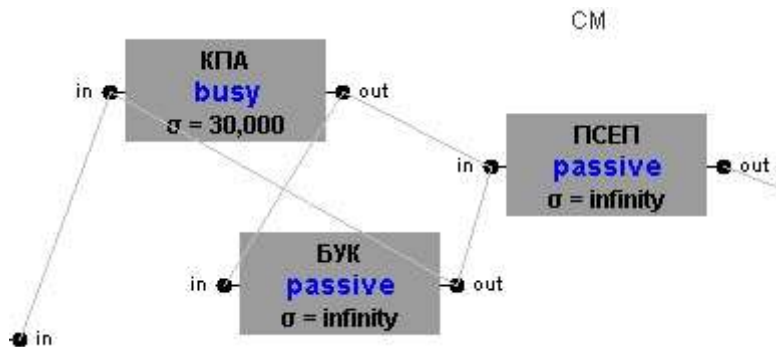 СМ
КПА
in
busy
out
σ = 30,000
ПСЕП
in
passive
out
σ = infinity
БУК
in
passive
out
σ = infinity
in